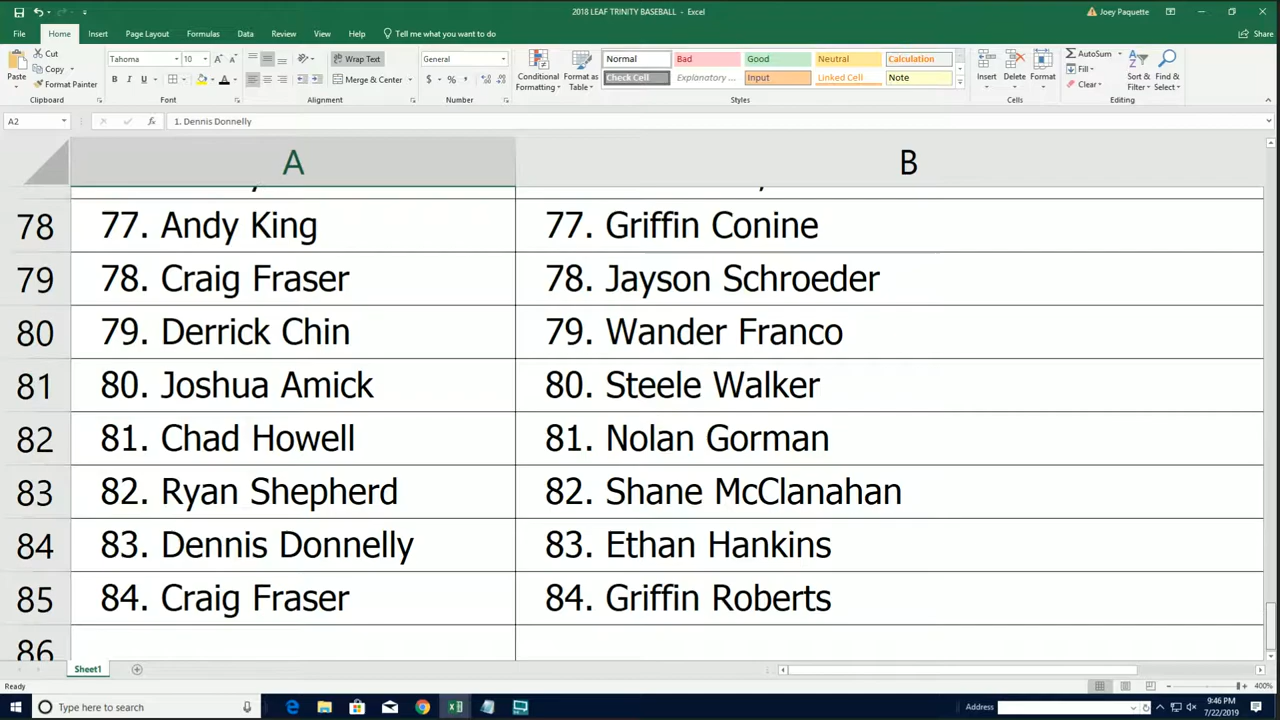 2018 LEAF TRINITY BASEBALL - Excel
Joey Paquette
File Home Insert Page Layout Formulas Data Review View Help Tell me what you want to do
Share
Paste
Cut
Copy
Format Painter
Clipboard
Tahoma 10
B I U
Font
Wrap Text
Merge & Center
Alignment
General
$ % ,
Number
Conditional Formatting
Format as Table
Normal Bad Good Neutral Calculation
Check Cell Explanatory ... Input Linked Cell Note
Styles
Insert Delete Format
Cells
AutoSum
Fill
Clear
Sort & Filter
Find & Select
Editing
A2 fx 1. Dennis Donnelly
A B
78 77. Andy King 77. Griffin Conine
79 78. Craig Fraser 78. Jayson Schroeder
80 79. Derrick Chin 79. Wander Franco
81 80. Joshua Amick 80. Steele Walker
82 81. Chad Howell 81. Nolan Gorman
83 82. Ryan Shepherd 82. Shane McClanahan
84 83. Dennis Donnelly 83. Ethan Hankins
85 84. Craig Fraser 84. Griffin Roberts
86
Sheet1
Ready
400%
Type here to search
Address
9:46 PM
7/22/2019